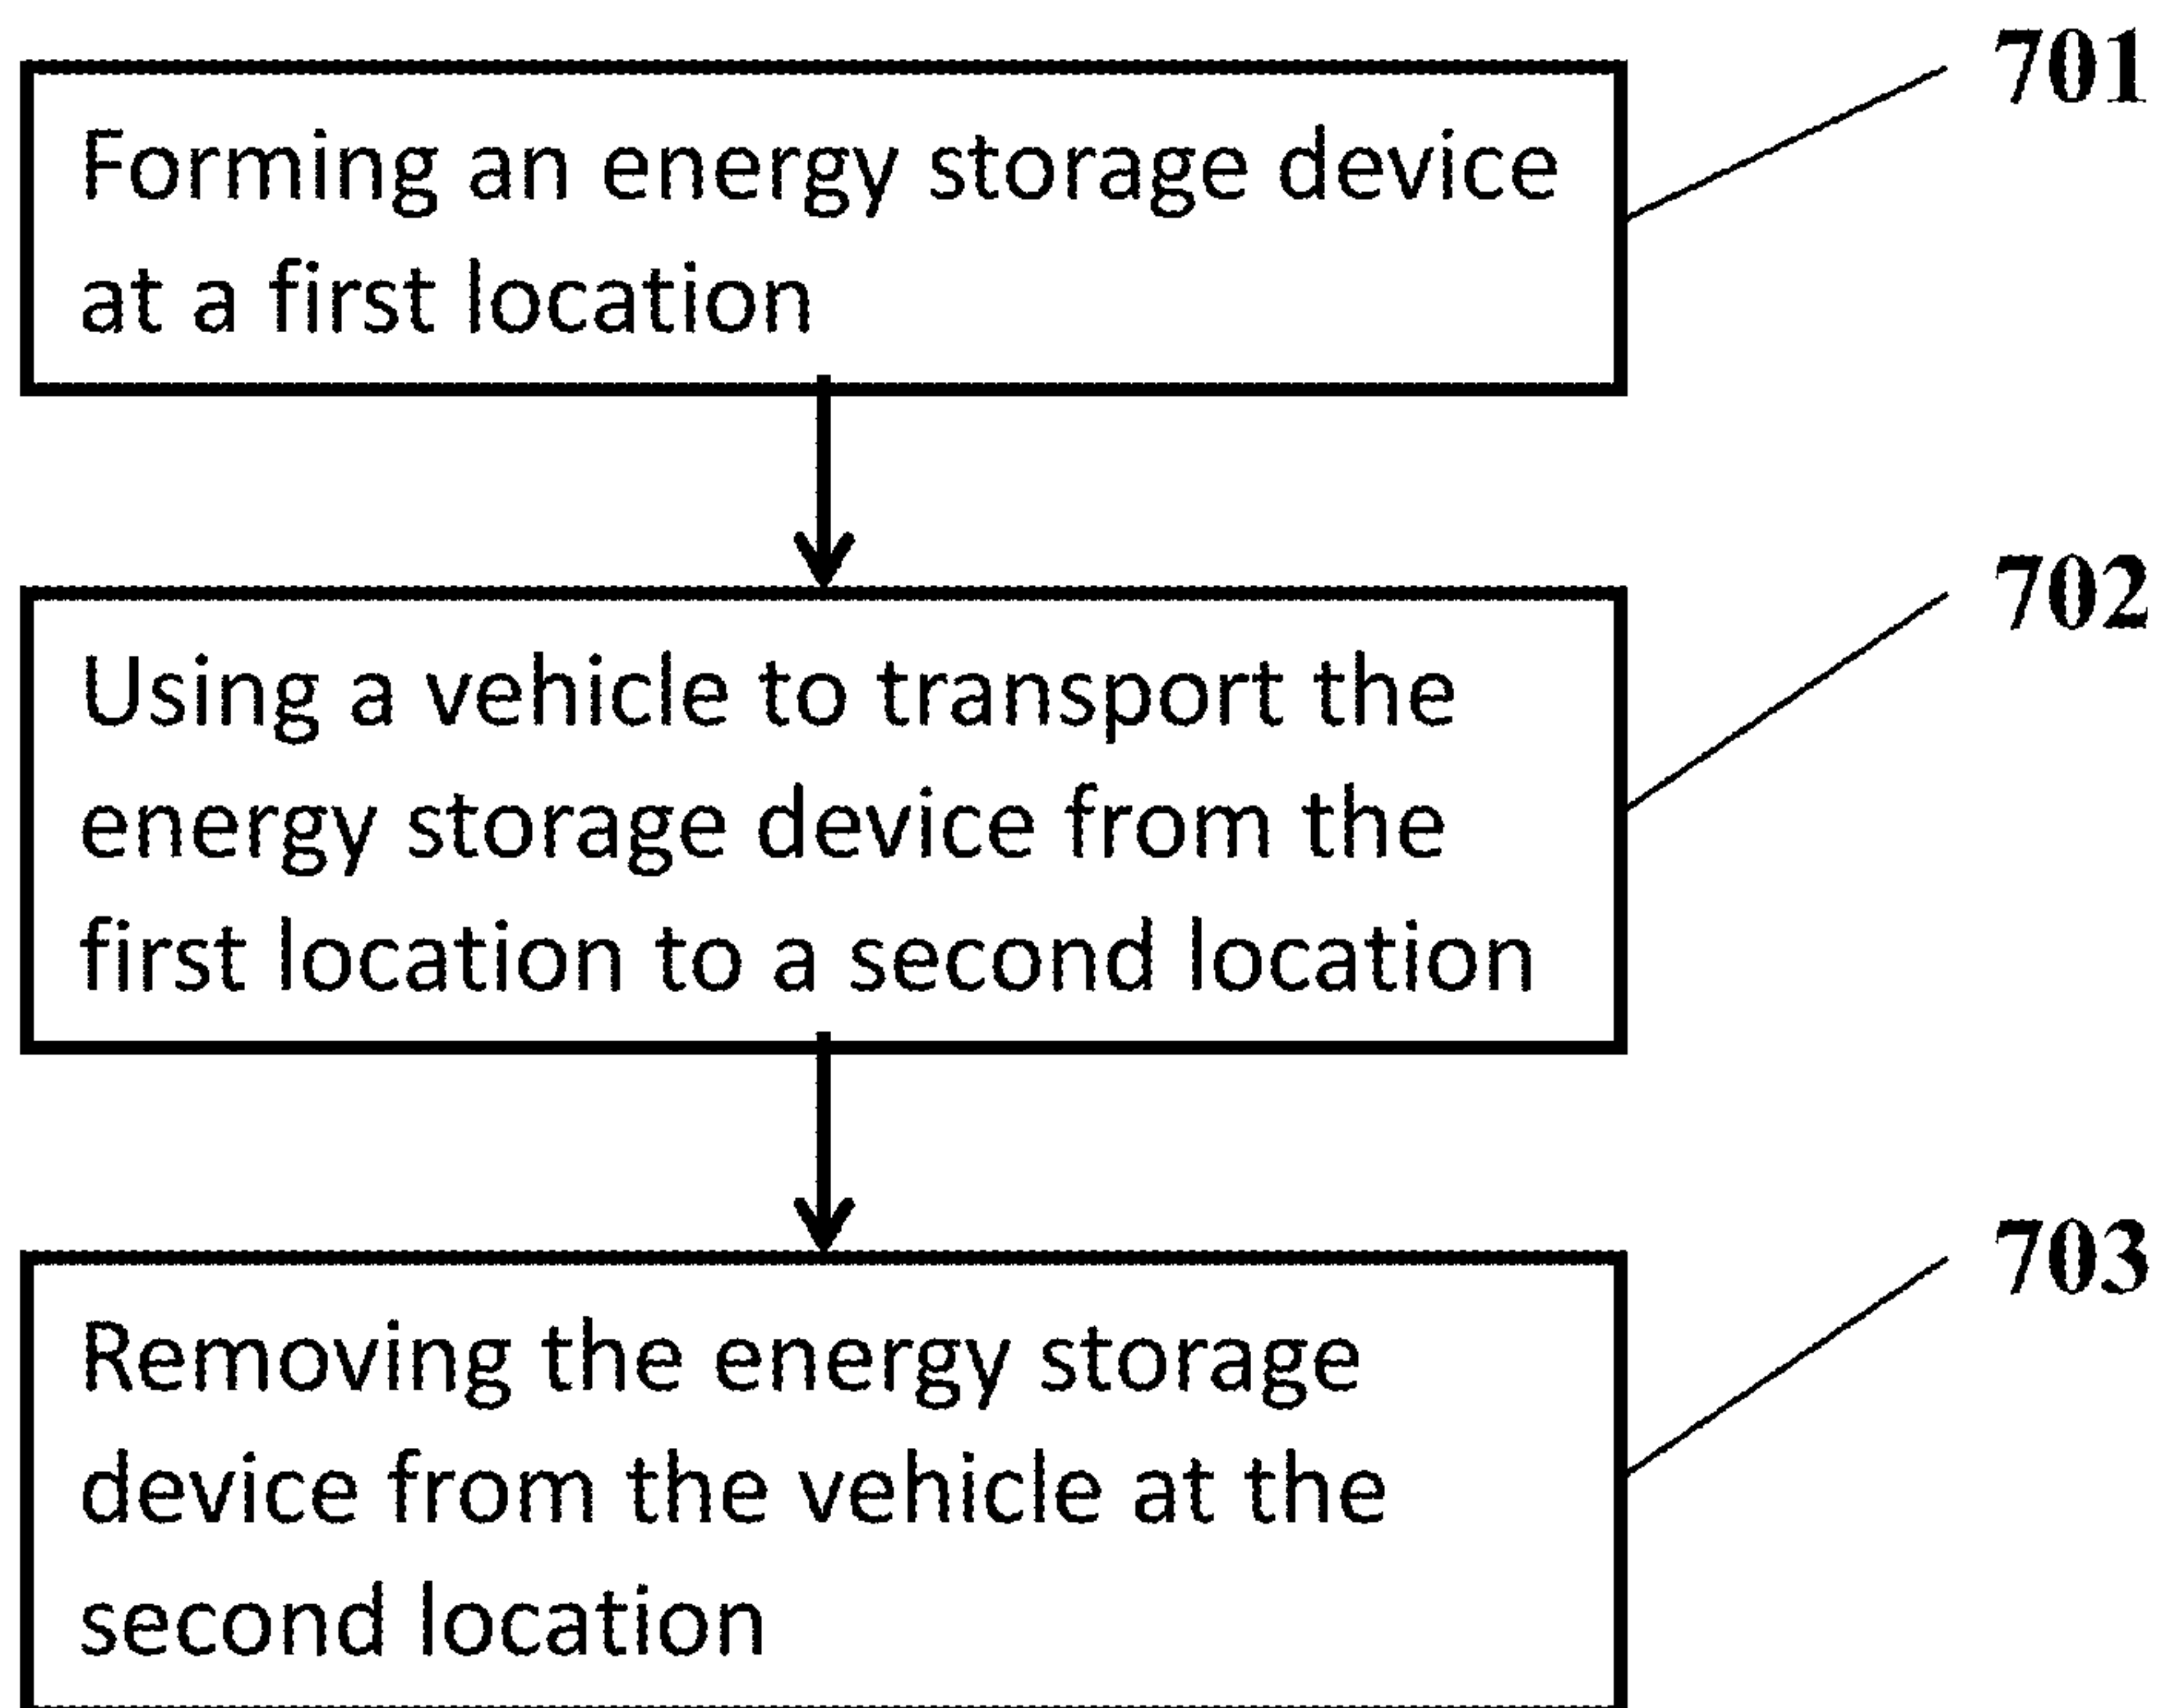 701
Forming an energy storage device
at a first location
702
Using a vehicle to transport the
energy storage device from the
first location to a second location
703
Removing the energy storage
device from the vehicle at the
second location